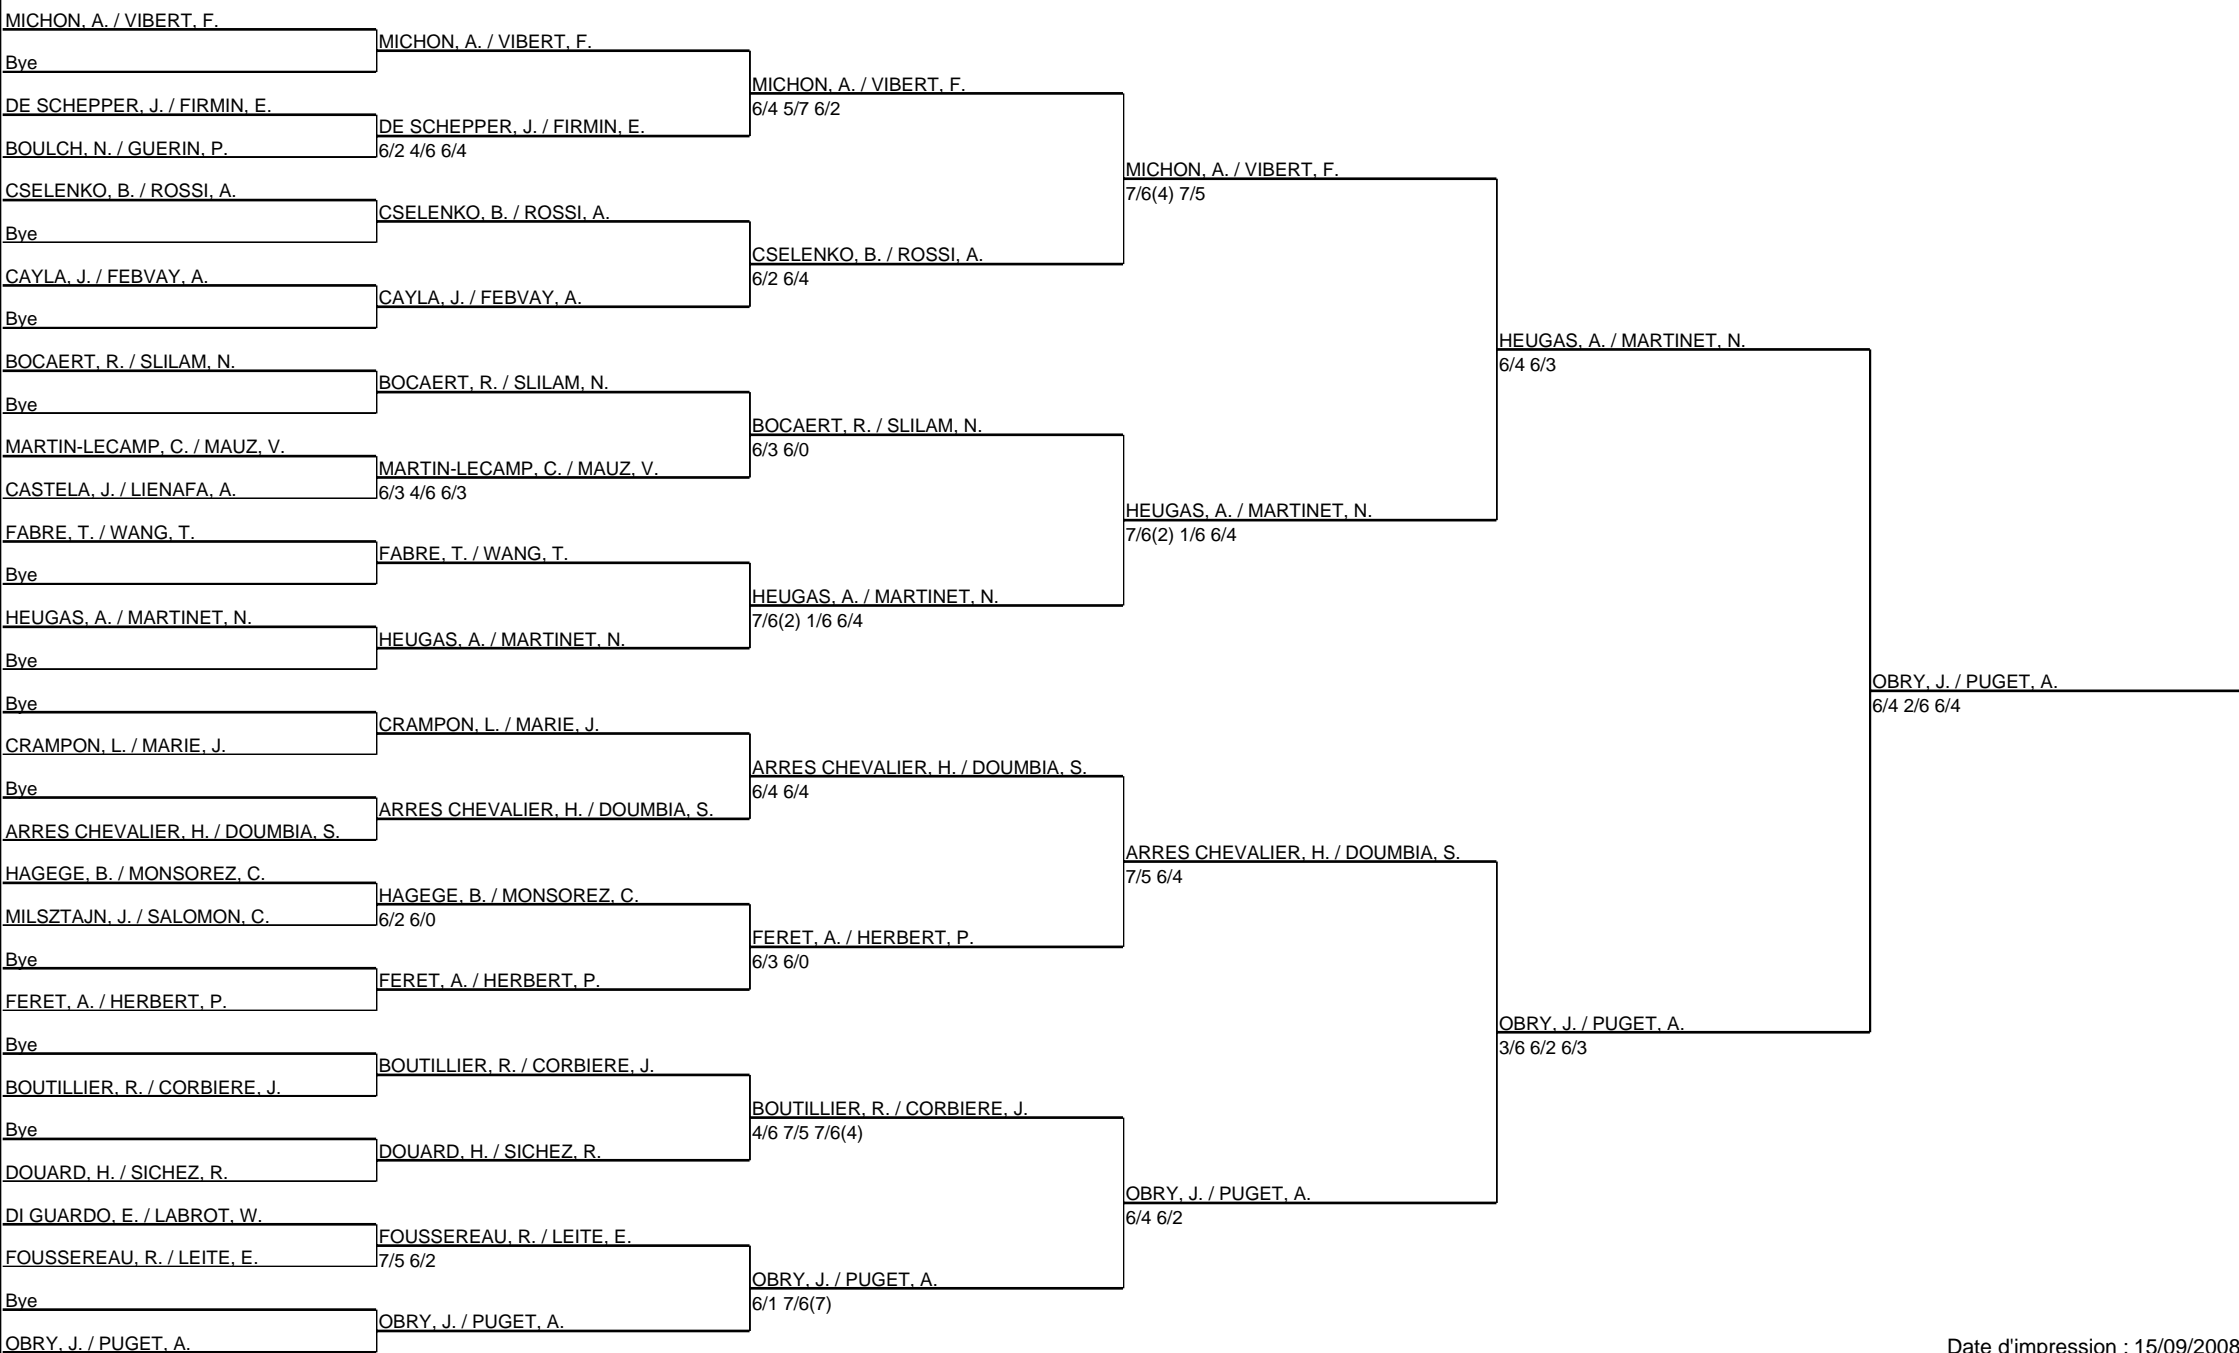 MICHON, A. / VIBERT, F.
Bye
DE SCHEPPER, J. / FIRMIN, E.
BOULCH, N. / GUERIN, P.
CSELENKO, B. / ROSSI, A.
Bye
CAYLA, J. / FEBVAY, A.
Bye
BOCAERT, R. / SLILAM, N.
Bye
MARTIN-LECAMP, C. / MAUZ, V.
CASTELA, J. / LIENAFA, A.
FABRE, T. / WANG, T.
Bye
HEUGAS, A. / MARTINET, N.
Bye
Bye
CRAMPON, L. / MARIE, J.
Bye
ARRES CHEVALIER, H. / DOUMBIA, S.
HAGEGE, B. / MONSOREZ, C.
MILSZTAJN, J. / SALOMON, C.
Bye
FERET, A. / HERBERT, P.
Bye
BOUTILLIER, R. / CORBIERE, J.
Bye
DOUARD, H. / SICHEZ, R.
DI GUARDO, E. / LABROT, W.
FOUSSEREAU, R. / LEITE, E.
Bye
OBRY, J. / PUGET, A.
MICHON, A. / VIBERT, F.
DE SCHEPPER, J. / FIRMIN, E.
6/2 4/6 6/4
CSELENKO, B. / ROSSI, A.
CAYLA, J. / FEBVAY, A.
BOCAERT, R. / SLILAM, N.
MARTIN-LECAMP, C. / MAUZ, V.
6/3 4/6 6/3
FABRE, T. / WANG, T.
HEUGAS, A. / MARTINET, N.
CRAMPON, L. / MARIE, J.
ARRES CHEVALIER, H. / DOUMBIA, S.
HAGEGE, B. / MONSOREZ, C.
6/2 6/0
FERET, A. / HERBERT, P.
BOUTILLIER, R. / CORBIERE, J.
DOUARD, H. / SICHEZ, R.
FOUSSEREAU, R. / LEITE, E.
7/5 6/2
OBRY, J. / PUGET, A.
MICHON, A. / VIBERT, F.
6/4 5/7 6/2
CSELENKO, B. / ROSSI, A.
6/2 6/4
BOCAERT, R. / SLILAM, N.
6/3 6/0
HEUGAS, A. / MARTINET, N.
7/6(2) 1/6 6/4
ARRES CHEVALIER, H. / DOUMBIA, S.
6/4 6/4
FERET, A. / HERBERT, P.
6/3 6/0
BOUTILLIER, R. / CORBIERE, J.
4/6 7/5 7/6(4)
OBRY, J. / PUGET, A.
6/1 7/6(7)
MICHON, A. / VIBERT, F.
7/6(4) 7/5
HEUGAS, A. / MARTINET, N.
7/6(2) 1/6 6/4
ARRES CHEVALIER, H. / DOUMBIA, S.
7/5 6/4
OBRY, J. / PUGET, A.
6/4 6/2
HEUGAS, A. / MARTINET, N.
6/4 6/3
OBRY, J. / PUGET, A.
3/6 6/2 6/3
OBRY, J. / PUGET, A.
6/4 2/6 6/4
Date d'impression : 15/09/2008